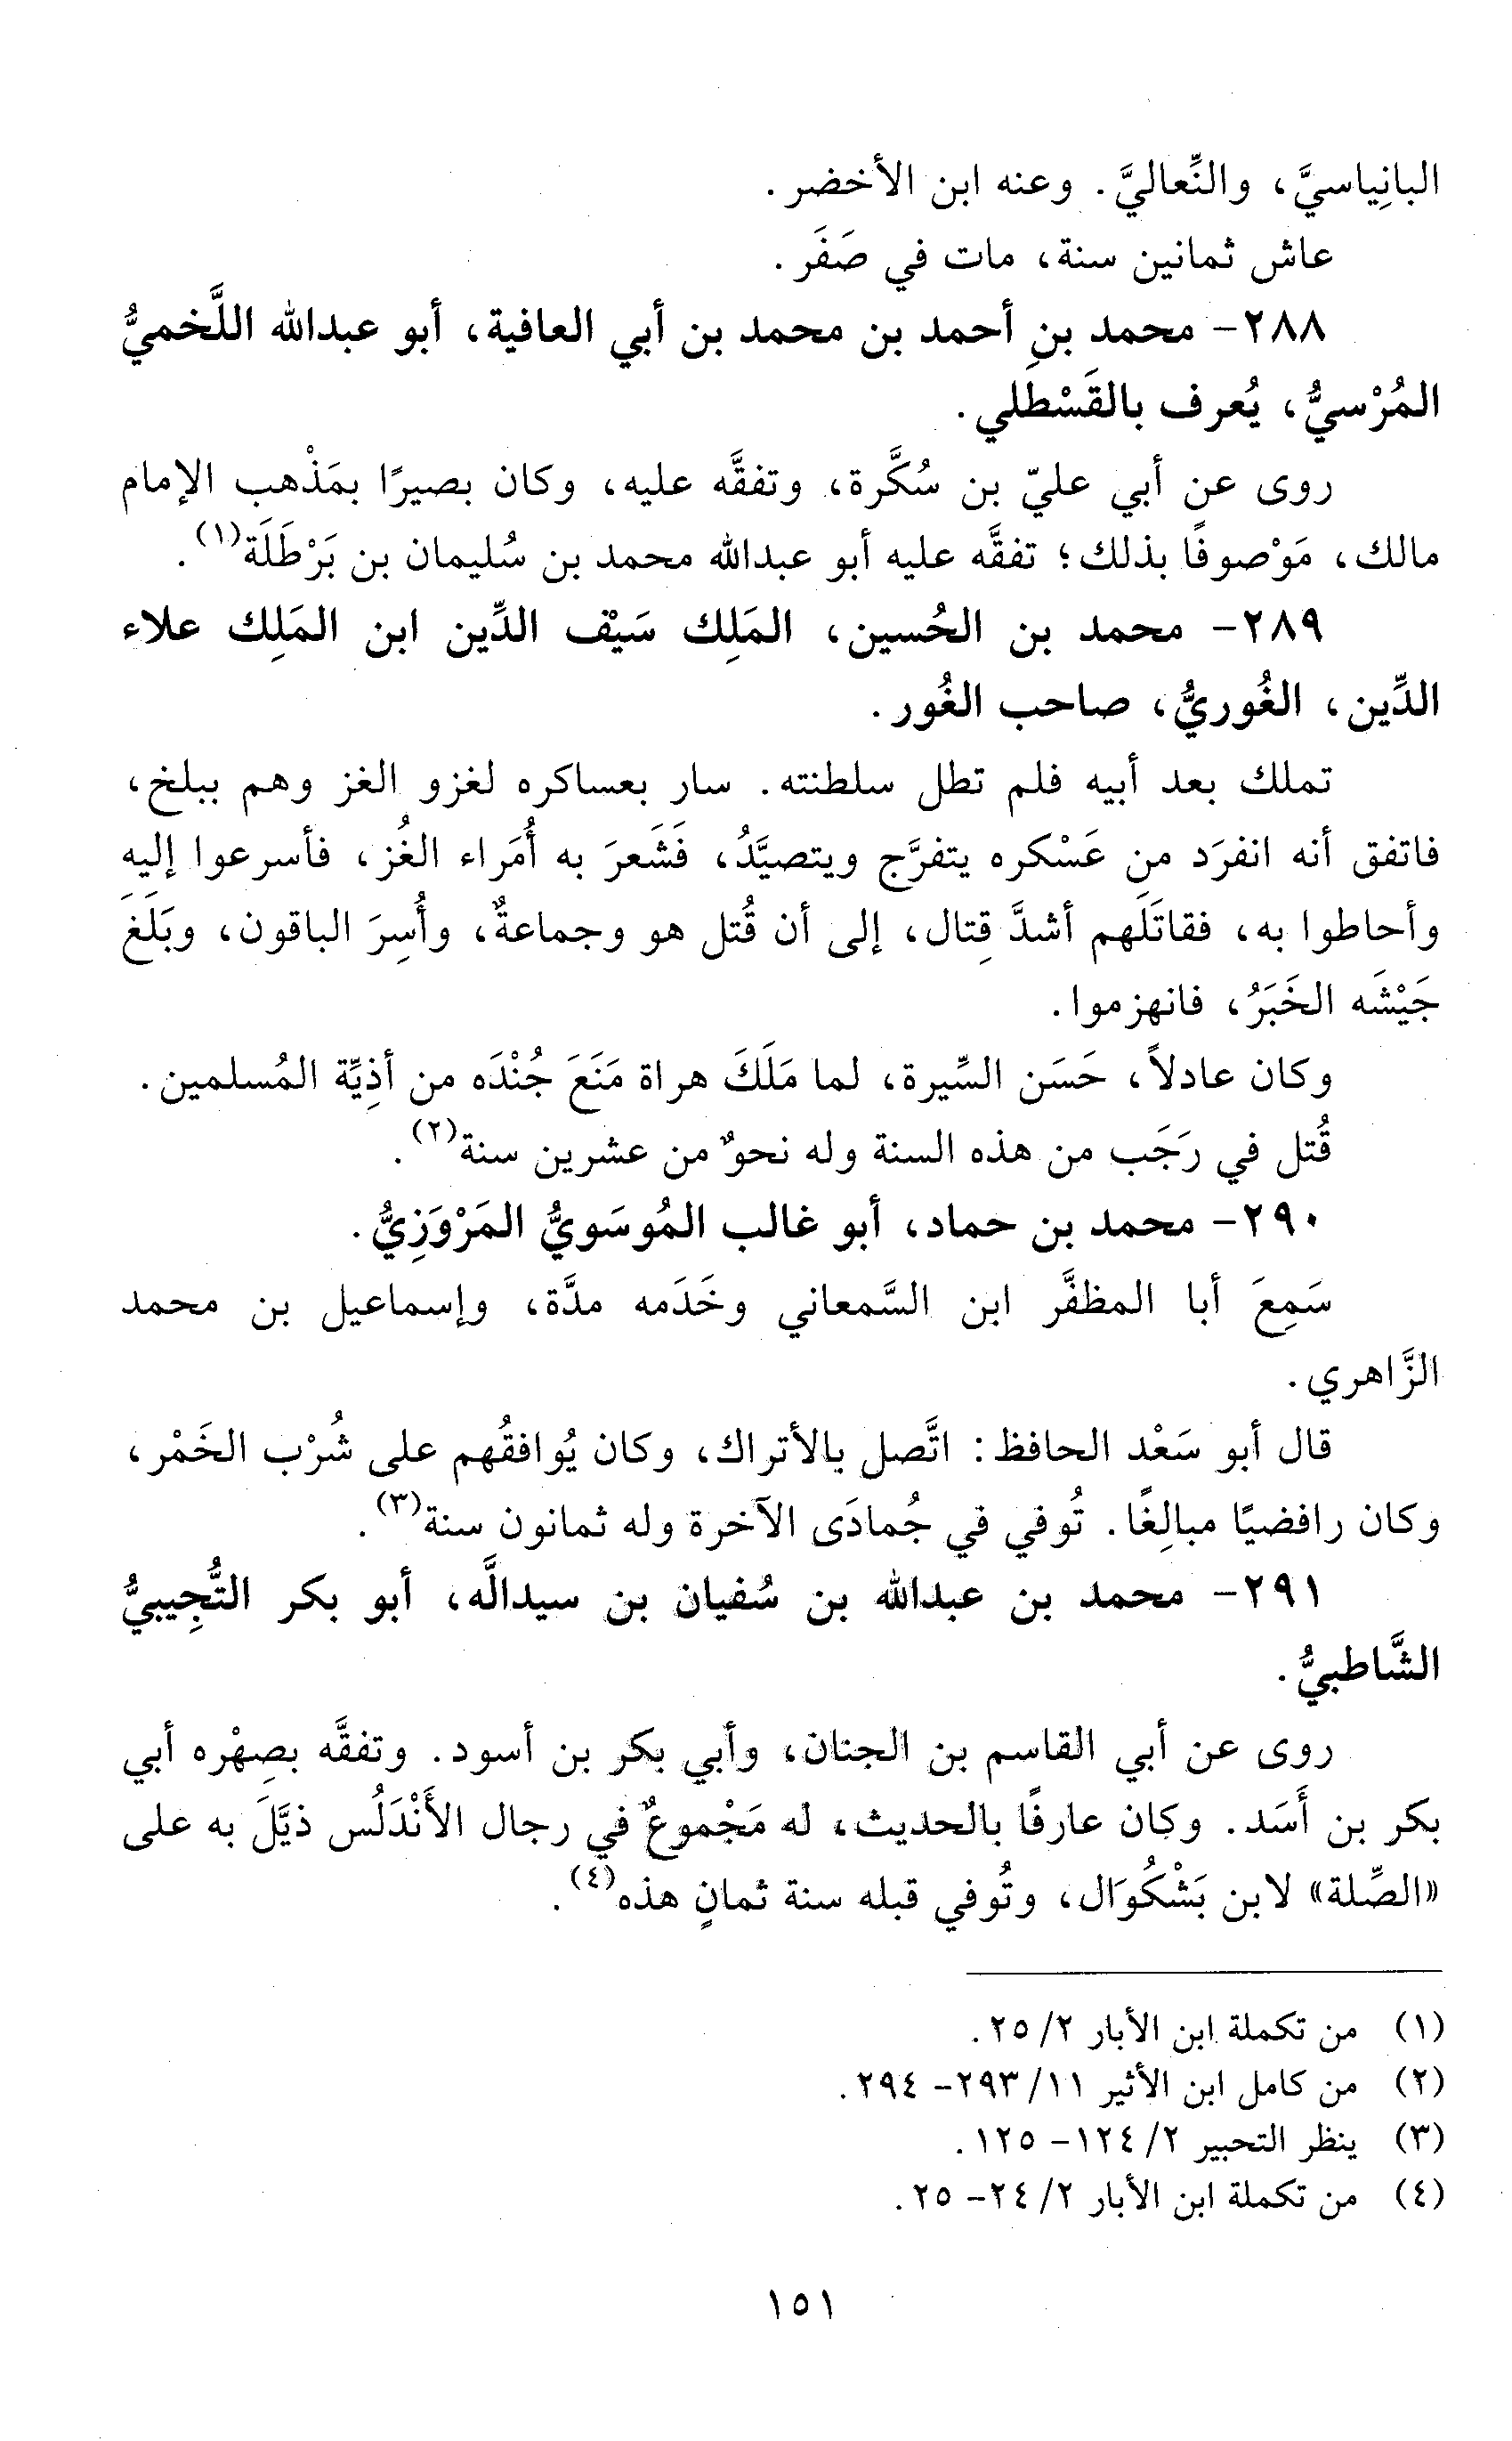 البانِياسيَّ، والنِّعاليَّ. وعنه ابن الأخضر.
عاش ثمانين سنة، مات في صَفَر.
٢٨٨- محمد بنِ أحمد بن محمد بن أبي العافية، أبو عبدالله اللَّخميُّ
المُرْسيُّ، يُعرف بالقَسْطلي.
روى عن أبي عليّ بن سُكَّرة، وتفقَّه عليه، وكان بصيرًا بمَذْهب الإمام
مالك، مَوْصوفًا بذلك؛ تفقَّه عليه أبو عبدالله محمد بن سُليمان بن بَرْطَلَة(١).
٢٨٩- محمد بن الحُسين، المَلِك سَيْف الدِّين ابن المَلِك علاء
الدِّين، الغُوريُّ، صاحب الغُور.
تملك بعد أبيه فلم تطل سلطنته. سار بعساكره لغزو الغز وهم ببلخ،
فاتفق أنه انفرَد من عَسْكره يتفرَّج ويتصيَّدُ، فَشَعرَ به أُمَراء الغُز، فأسرعوا إليه
وأحاطوا به، فقاتَلَهم أشدَّ قِتال، إلى أن قُتل هو وجماعةٌ، وأُسِرَ الباقون، وبَلَغَ
جَيْشَه الخَبَرُ، فانهزموا.
وكان عادلاً، حَسَن السِّيرة، لما مَلَكَ هراة مَنَعَ جُنْدَه من أذِيِّة المُسلمين.
قُتل في رَجَب من هذه السنة وله نحوٌ من عشرين سنة(٢).
٢٩٠- محمد بن حماد، أبو غالب المُوسَويُّ المَرْوَزِيُّ.
سَمِعَ أبا المظفَّر ابن السَّمعاني وخَدَمه مدَّة، وإسماعيل بن محمد
الزَّاهري.
قال أبو سَعْد الحافظ: اتَّصل بالأتراك، وكان يُوافقُهم على شُرْب الخَمْر،
وكان رافضيًا مبالِغًا. تُوفي في جُمادَى الآخرة وله ثمانون سنة(٣).
٢٩١- محمد بن عبدالله بن سُفيان بن سيدالَّه، أبو بكر التُّجِيبيُّ
الشَّاطبيُّ.
روى عن أبي القاسم بن الجنان، وأبي بكر بن أسود. وتفقَّه بصِهْره أبي
بكر بن أَسَد. وكان عارفًا بالحديث، له مَجْموعٌ في رجال الأَنْدَلُس ذيَّلَ به على
«الصِّلة» لابن بَشْكُوَال، وتُوفي قبله سنة ثمانٍ هذه(٤).
(١) من تكملة ابن الأبار ٢/ ٢٥.
(٢) من كامل ابن الأثير ١١/ ٢٩٣- ٢٩٤.
(٣) ينظر التحبير ٢/ ١٢٤- ١٢٥.
(٤) من تكملة ابن الأبار ٢/ ٢٤- ٢٥.
١٥١